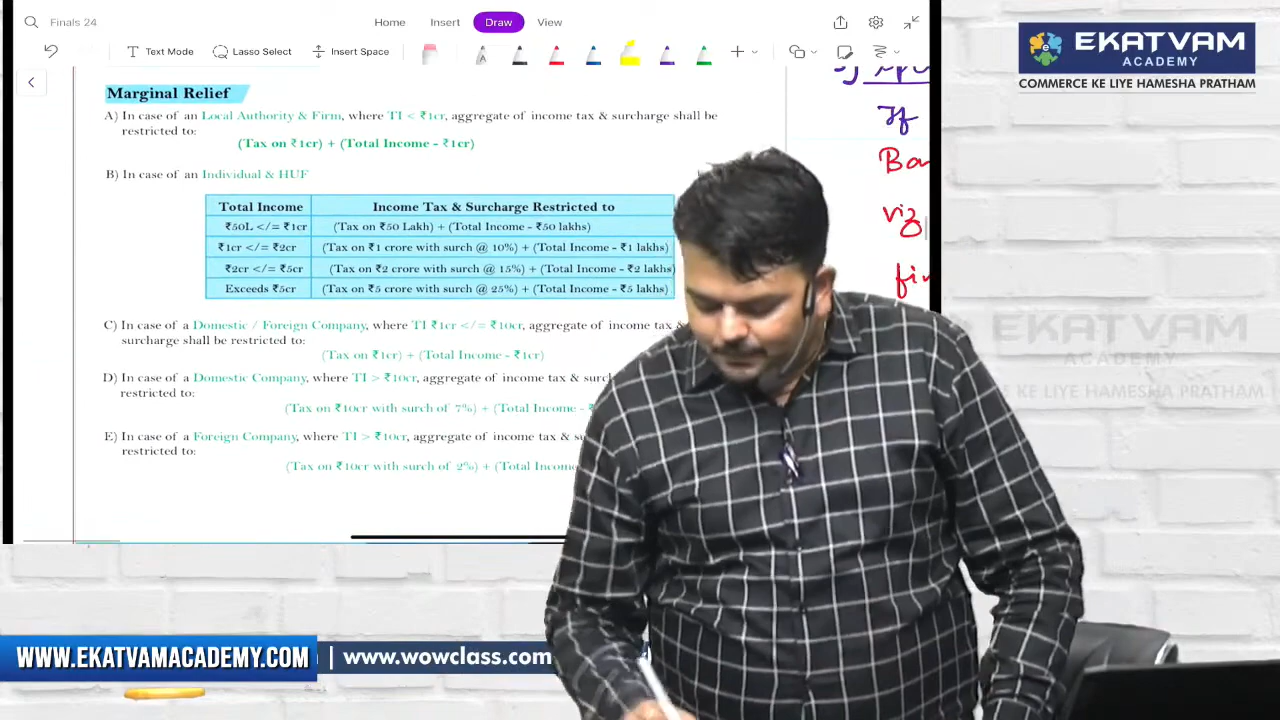 Finals 24
Home Insert Draw View
Text Mode Lasso Select Insert Space
EKATVAM
ACADEMY
COMMERCE KE LIYE HAMESHA PRATHAM
Marginal Relief
A) In case of an Local Authority & Firm, where TI < ₹1cr, aggregate of income tax & surcharge shall be
restricted to:
(Tax on ₹1cr) + (Total Income - ₹1cr)
B) In case of an Individual & HUF
Total Income Income Tax & Surcharge Restricted to
₹50L </= ₹1cr (Tax on ₹50 Lakh) + (Total Income - ₹50 lakhs)
₹1cr </= ₹2cr (Tax on ₹1 crore with surch @ 10%) + (Total Income - ₹1 lakhs)
₹2cr </= ₹5cr (Tax on ₹2 crore with surch @ 15%) + (Total Income - ₹2 lakhs)
Exceeds ₹5cr (Tax on ₹5 crore with surch @ 25%) + (Total Income - ₹5 lakhs)
C) In case of a Domestic / Foreign Company, where TI ₹1cr </= ₹10cr, aggregate of income tax &
surcharge shall be restricted to:
(Tax on ₹1cr) + (Total Income - ₹1cr)
D) In case of a Domestic Company, where TI > ₹10cr, aggregate of income tax & surch
restricted to:
(Tax on ₹10cr with surch of 7%) + (Total Income - ₹
E) In case of a Foreign Company, where TI > ₹10cr, aggregate of income tax & su
restricted to:
(Tax on ₹10cr with surch of 2%) + (Total Income
If
viz
EKATVAM
ACADEMY
KE LIYE HAMESHA PRATHAM
WWW.EKATVAMACADEMY.COM | www.wowclass.com